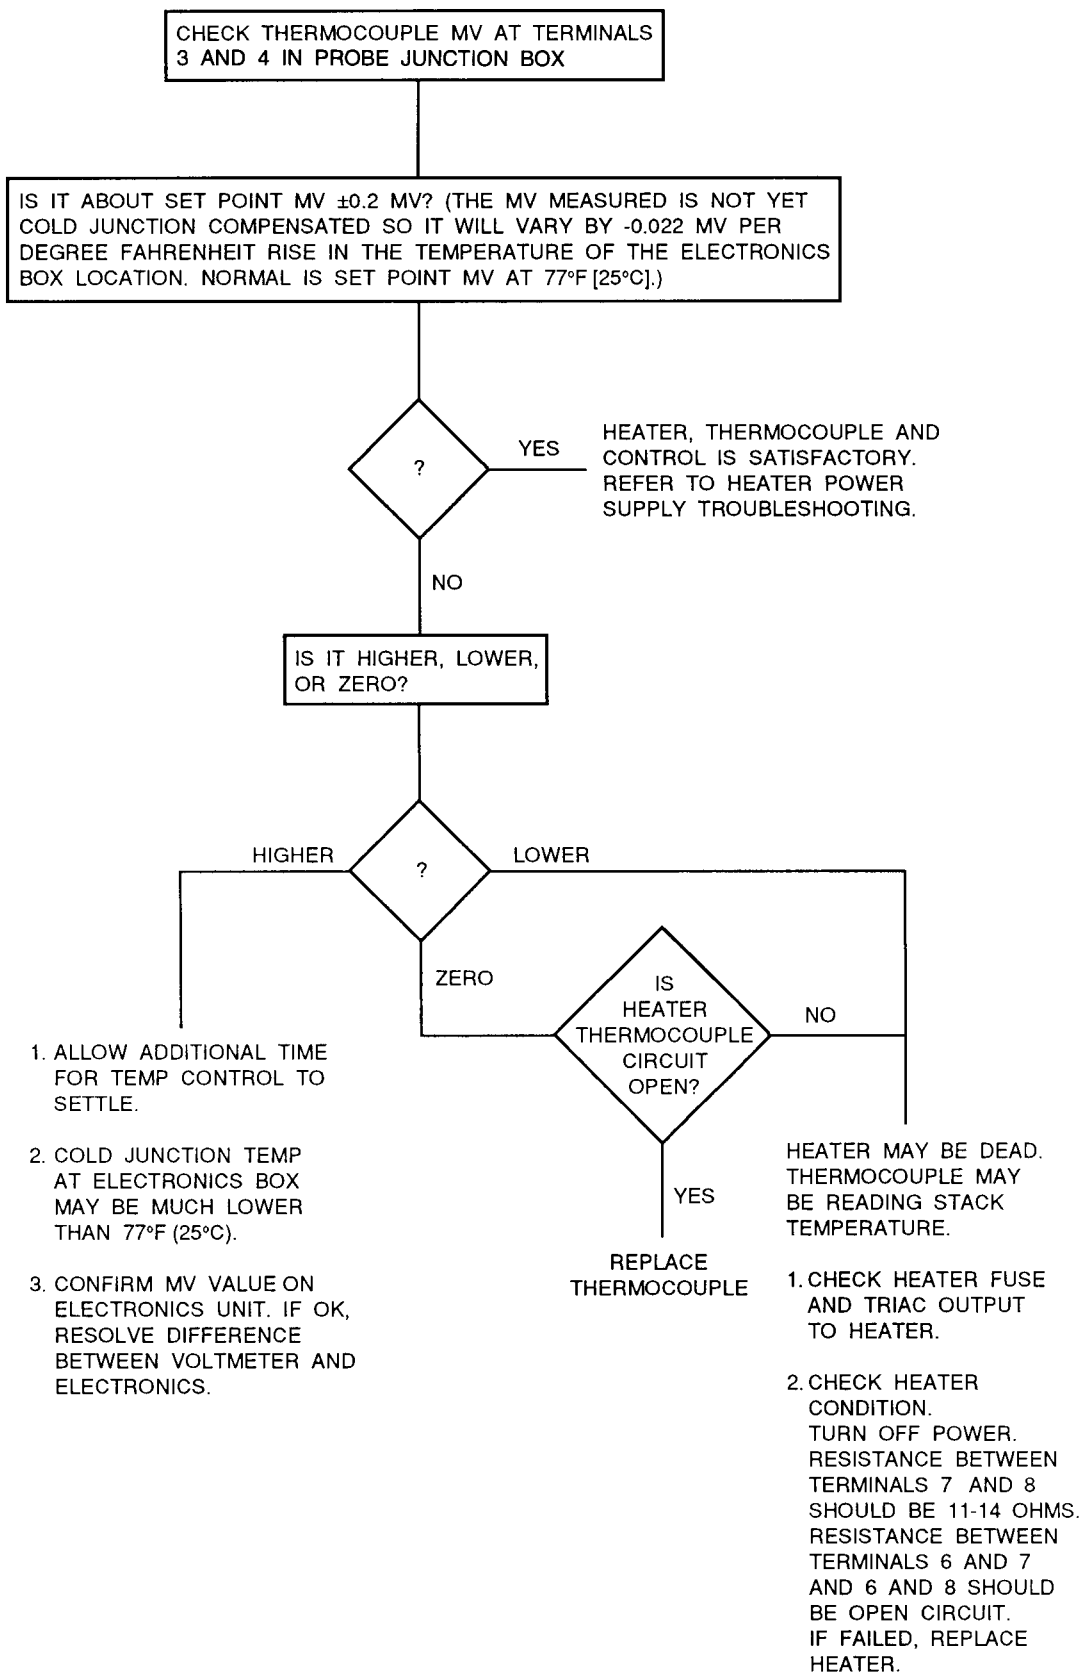 CHECK THERMOCOUPLE MV AT TERMINALS
3 AND 4 IN PROBE JUNCTION BOX
IS IT ABOUT SET POINT MV ±0.2 MV? (THE MV MEASURED IS NOT YET
COLD JUNCTION COMPENSATED SO IT WILL VARY BY -0.022 MV PER
DEGREE FAHRENHEIT RISE IN THE TEMPERATURE OF THE ELECTRONICS
BOX LOCATION. NORMAL IS SET POINT MV AT 77°F [25°C].)
?
YES
HEATER, THERMOCOUPLE AND
CONTROL IS SATISFACTORY.
REFER TO HEATER POWER
SUPPLY TROUBLESHOOTING.
NO
IS IT HIGHER, LOWER,
OR ZERO?
HIGHER
?
LOWER
ZERO
IS
HEATER
THERMOCOUPLE
CIRCUIT
OPEN?
NO
YES
REPLACE
THERMOCOUPLE
1. ALLOW ADDITIONAL TIME
FOR TEMP CONTROL TO
SETTLE.
2. COLD JUNCTION TEMP
AT ELECTRONICS BOX
MAY BE MUCH LOWER
THAN 77°F (25°C).
3. CONFIRM MV VALUE ON
ELECTRONICS UNIT. IF OK,
RESOLVE DIFFERENCE
BETWEEN VOLTMETER AND
ELECTRONICS.
HEATER MAY BE DEAD.
THERMOCOUPLE MAY
BE READING STACK
TEMPERATURE.
1. CHECK HEATER FUSE
AND TRIAC OUTPUT
TO HEATER.
2. CHECK HEATER
CONDITION.
TURN OFF POWER.
RESISTANCE BETWEEN
TERMINALS 7 AND 8
SHOULD BE 11-14 OHMS.
RESISTANCE BETWEEN
TERMINALS 6 AND 7
AND 6 AND 8 SHOULD
BE OPEN CIRCUIT.
IF FAILED, REPLACE
HEATER.